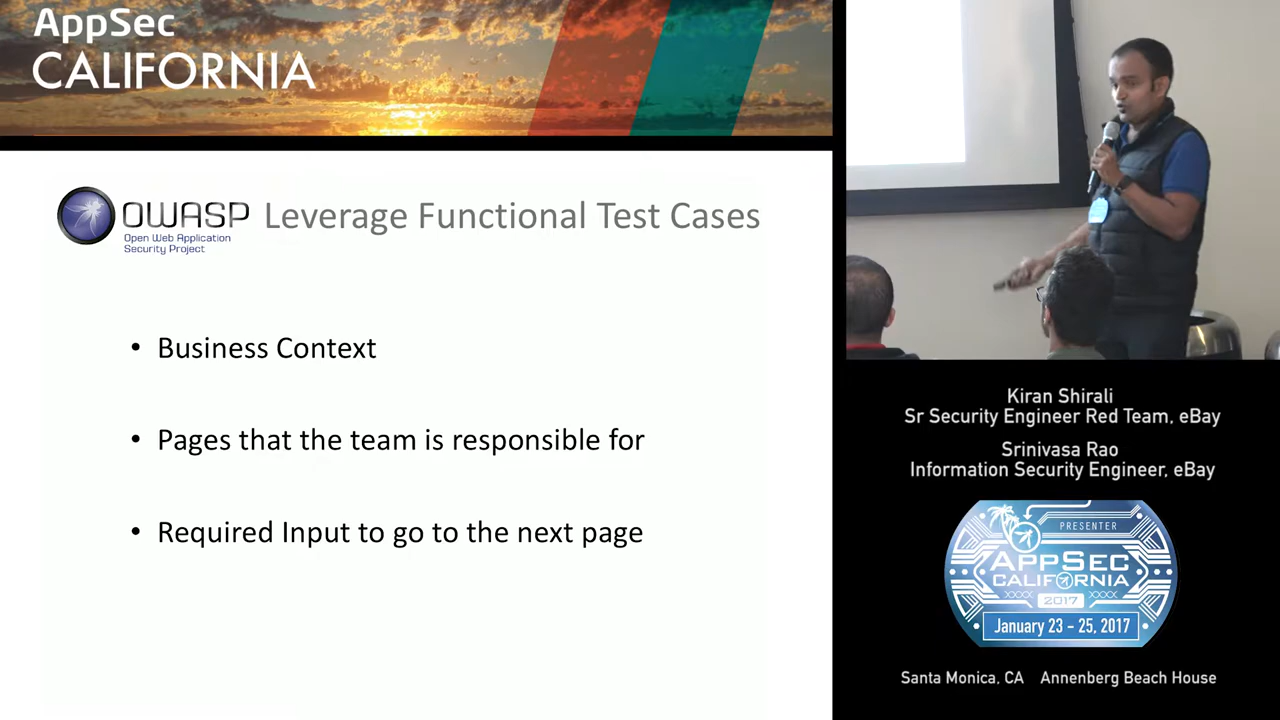 AppSec
CALIFORNIA
OWASP
Open Web Application
Security Project
Leverage Functional Test Cases
• Business Context
• Pages that the team is responsible for
• Required Input to go to the next page
Kiran Shirali
Sr Security Engineer Red Team, eBay
Srinivasa Rao
Information Security Engineer, eBay
PRESENTER
APPSEC
CALIFORNIA
XXXX 2017 XXXX
January 23 - 25, 2017
Santa Monica, CA Annenberg Beach House